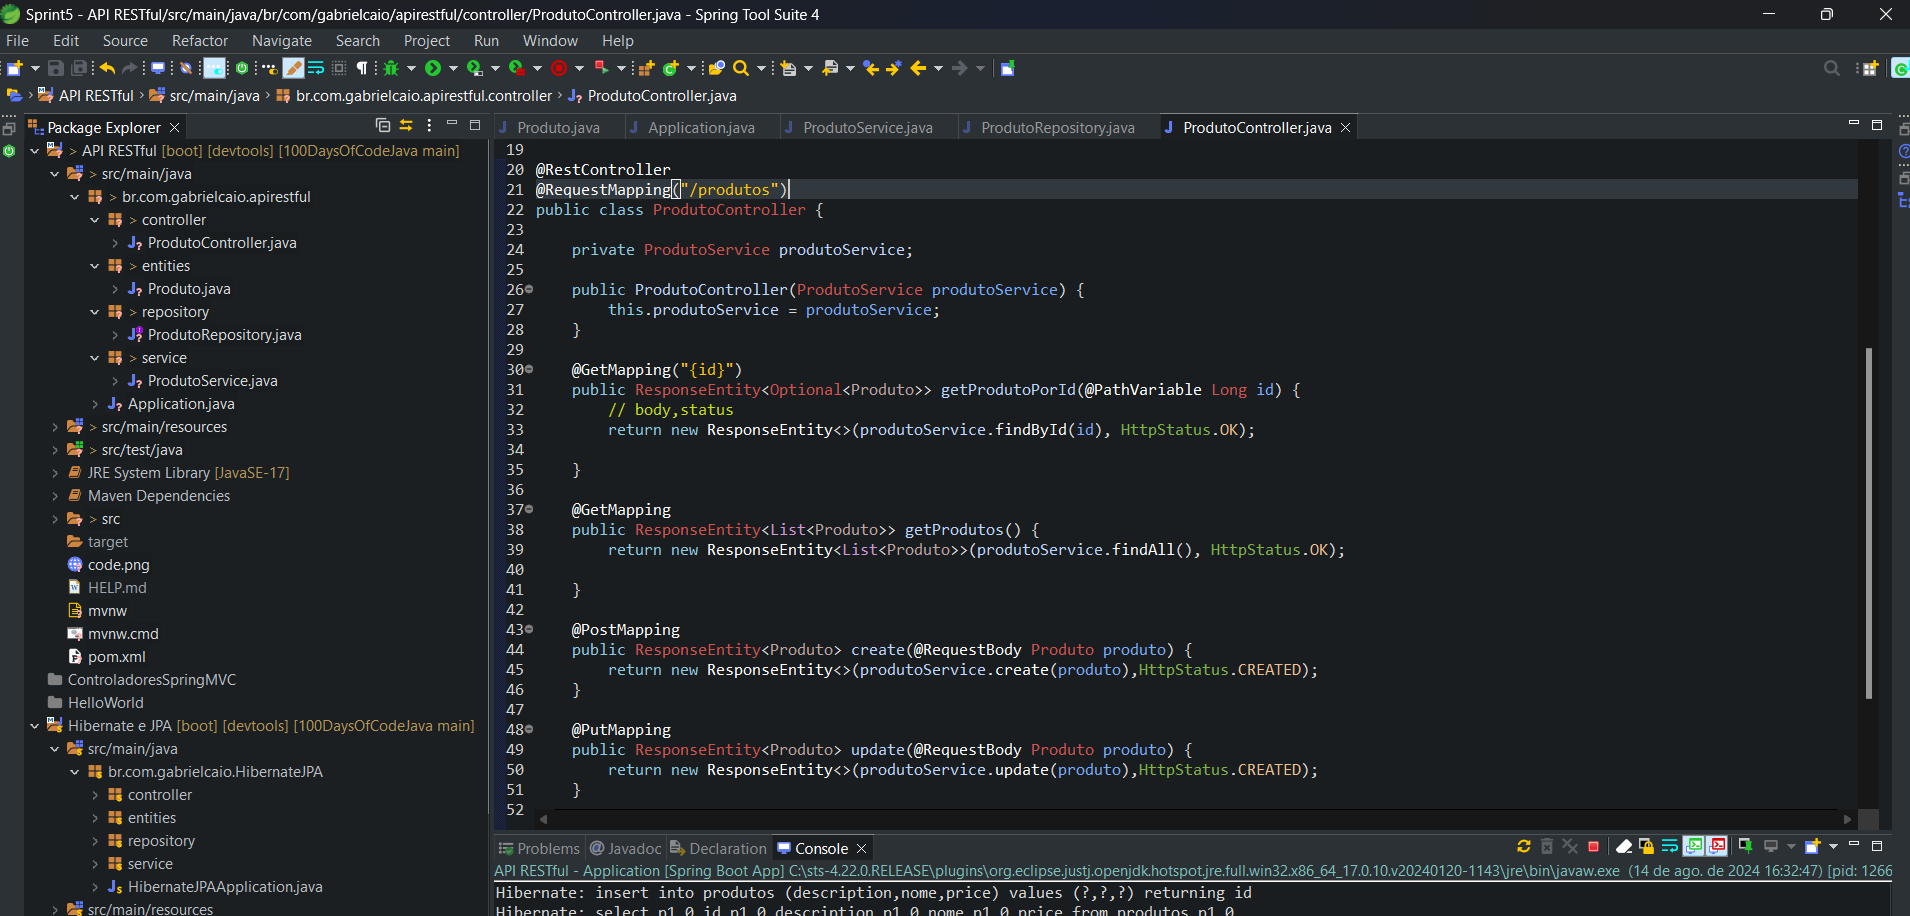 Sprint5 - API RESTful/src/main/java/br/com/gabrielcaio/apirestful/controller/ProdutoController.java - Spring Tool Suite 4
File Edit Source Refactor Navigate Search Project Run Window Help
API RESTful › src/main/java › br.com.gabrielcaio.apirestful.controller › ProdutoController.java
Package Explorer
> API RESTful [boot] [devtools] [100DaysOfCodeJava main]
> src/main/java
> br.com.gabrielcaio.apirestful
> controller
ProdutoController.java
> entities
Produto.java
> repository
ProdutoRepository.java
> service
ProdutoService.java
Application.java
> src/main/resources
> src/test/java
JRE System Library [JavaSE-17]
Maven Dependencies
> src
target
code.png
HELP.md
mvnw
mvnw.cmd
pom.xml
ControladoresSpringMVC
HelloWorld
Hibernate e JPA [boot] [devtools] [100DaysOfCodeJava main]
src/main/java
br.com.gabrielcaio.HibernateJPA
controller
entities
repository
service
HibernateJPAApplication.java
src/main/resources
Produto.java Application.java ProdutoService.java ProdutoRepository.java ProdutoController.java
19
20 @RestController
21 @RequestMapping("/produtos")
22 public class ProdutoController {
23
24 private ProdutoService produtoService;
25
26 public ProdutoController(ProdutoService produtoService) {
27 this.produtoService = produtoService;
28 }
29
30 @GetMapping("{id}")
31 public ResponseEntity<Optional<Produto>> getProdutoPorId(@PathVariable Long id) {
32 // body,status
33 return new ResponseEntity<>(produtoService.findById(id), HttpStatus.OK);
34
35 }
36
37 @GetMapping
38 public ResponseEntity<List<Produto>> getProdutos() {
39 return new ResponseEntity<List<Produto>>(produtoService.findAll(), HttpStatus.OK);
40
41 }
42
43 @PostMapping
44 public ResponseEntity<Produto> create(@RequestBody Produto produto) {
45 return new ResponseEntity<>(produtoService.create(produto),HttpStatus.CREATED);
46 }
47
48 @PutMapping
49 public ResponseEntity<Produto> update(@RequestBody Produto produto) {
50 return new ResponseEntity<>(produtoService.update(produto),HttpStatus.CREATED);
51 }
52
Problems Javadoc Declaration Console
API RESTful - Application [Spring Boot App] C:\sts-4.22.0.RELEASE\plugins\org.eclipse.justj.openjdk.hotspot.jre.full.win32.x86_64_17.0.10.v20240120-1143\jre\bin\javaw.exe (14 de ago. de 2024 16:32:47) [pid: 1266
Hibernate: insert into produtos (description,nome,price) values (?,?,?) returning id
Hibernate: select p1_0.id,p1_0.description,p1_0.nome,p1_0.price from produtos p1_0